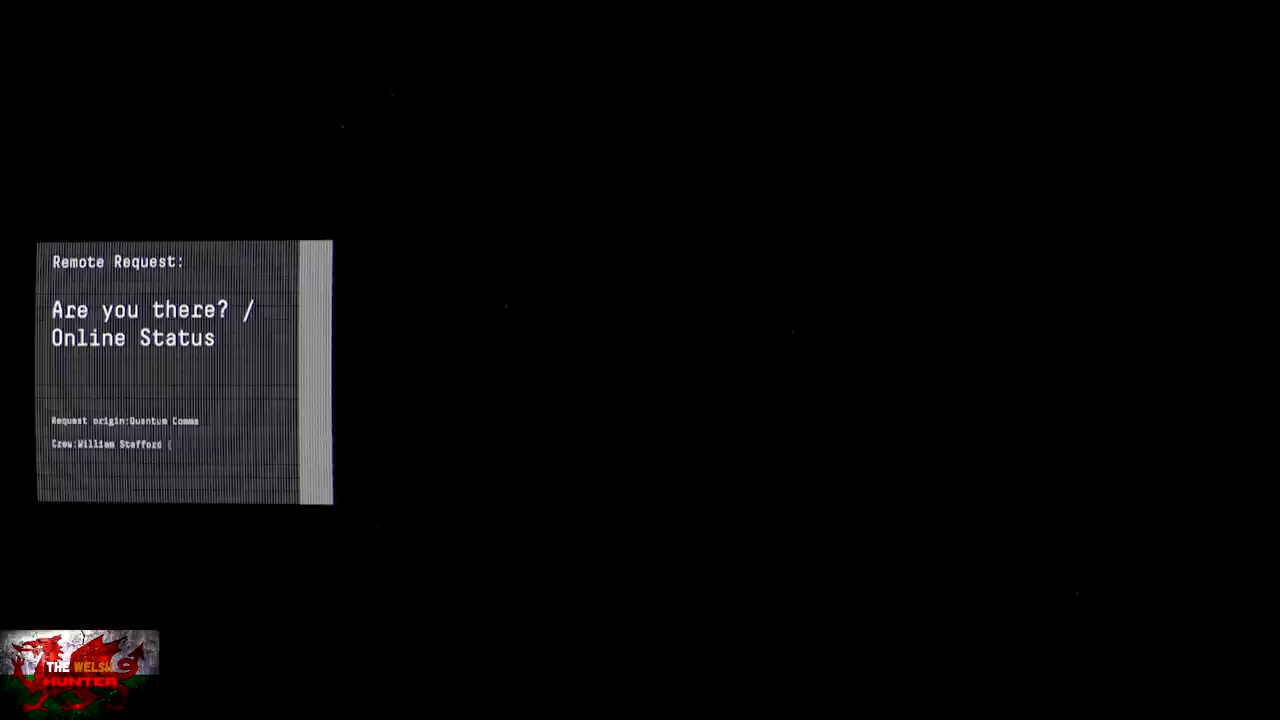 Remote Request:
Are you there? /
Online Status
Request origin:Quantum Comms
Crew:William Stafford [
THE WELSH
HUNTER